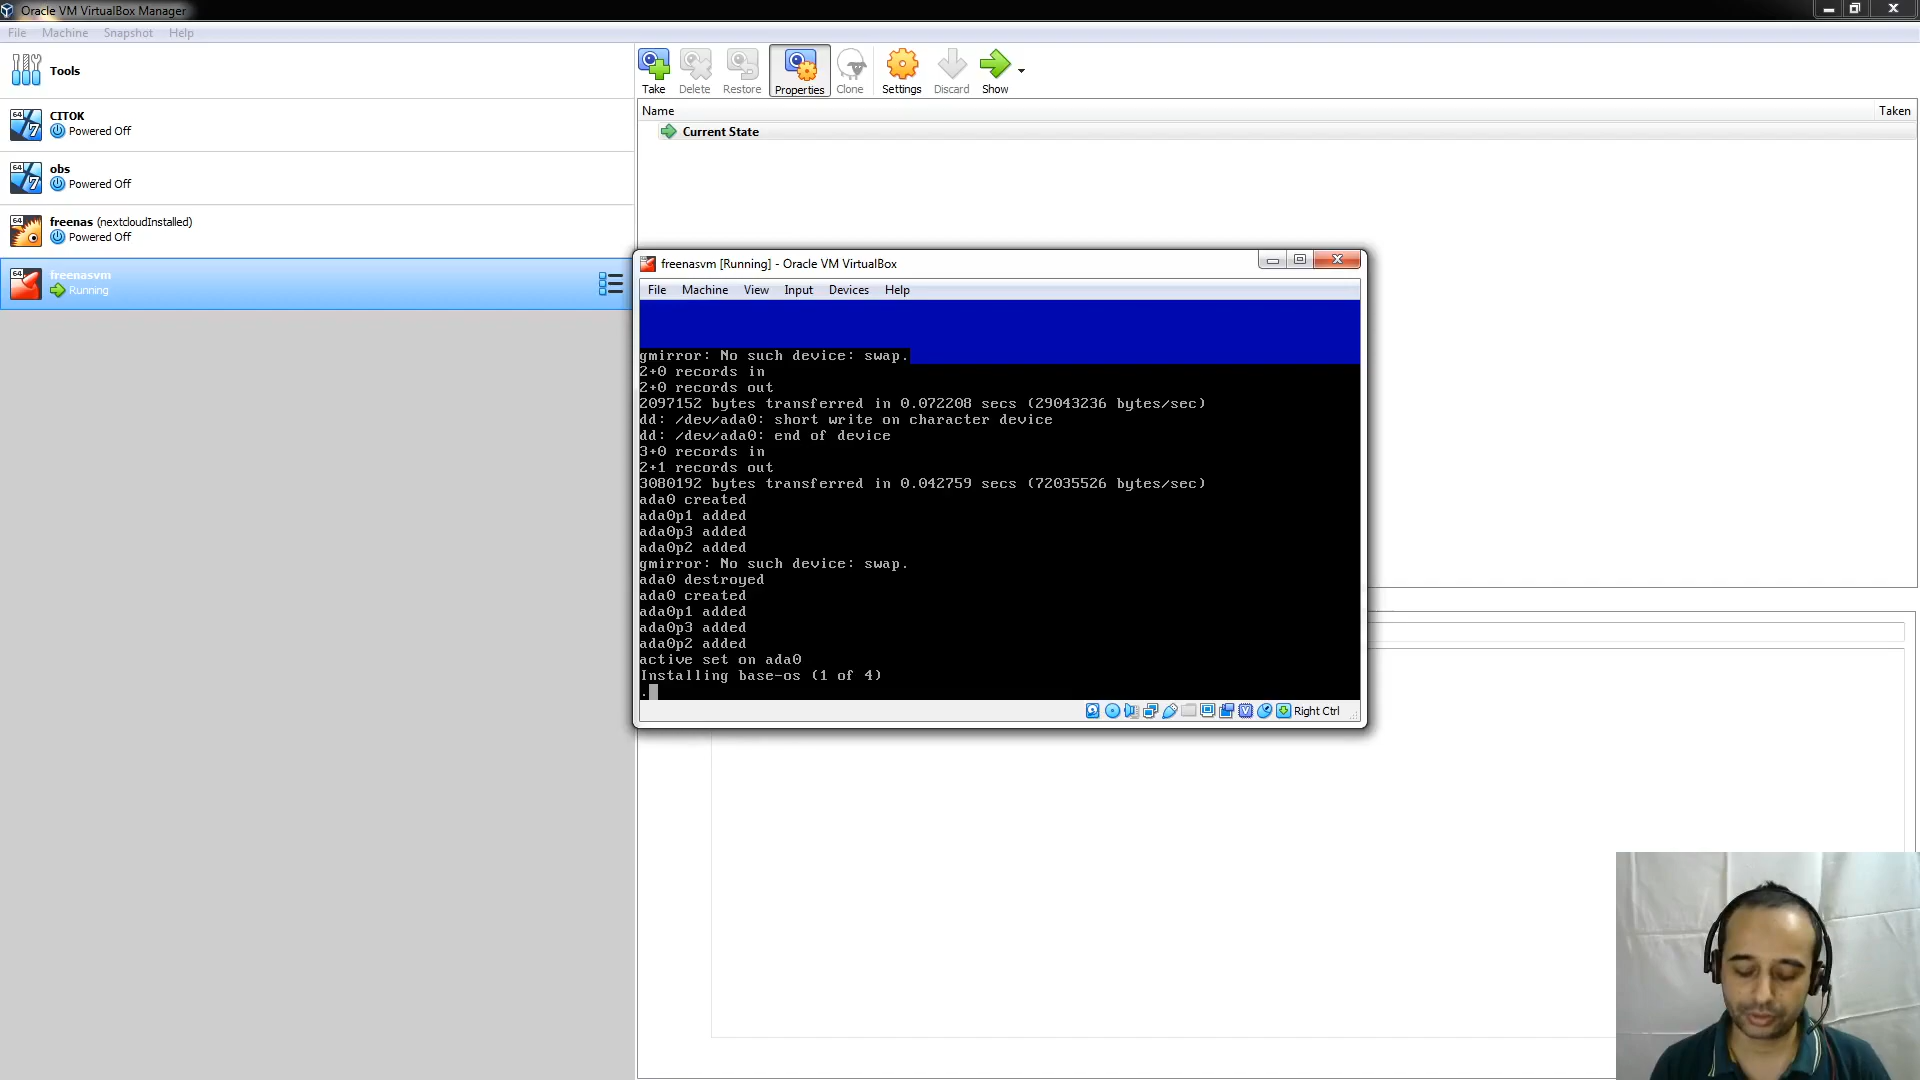 Oracle VM VirtualBox Manager
File Machine Snapshot Help
Tools
64 7 CITOK
Powered Off
64 7 obs
Powered Off
64 freenas (nextcloudInstalled)
Powered Off
64 freenasvm
Running
Take Delete Restore Properties Clone Settings Discard Show
Name Taken
Current State
freenasvm [Running] - Oracle VM VirtualBox
File Machine View Input Devices Help
gmirror: No such device: swap.
2+0 records in
2+0 records out
2097152 bytes transferred in 0.072208 secs (29043236 bytes/sec)
dd: /dev/ada0: short write on character device
dd: /dev/ada0: end of device
3+0 records in
2+1 records out
3080192 bytes transferred in 0.042759 secs (72035526 bytes/sec)
ada0 created
ada0p1 added
ada0p3 added
ada0p2 added
gmirror: No such device: swap.
ada0 destroyed
ada0 created
ada0p1 added
ada0p3 added
ada0p2 added
active set on ada0
Installing base-os (1 of 4)
.
Right Ctrl